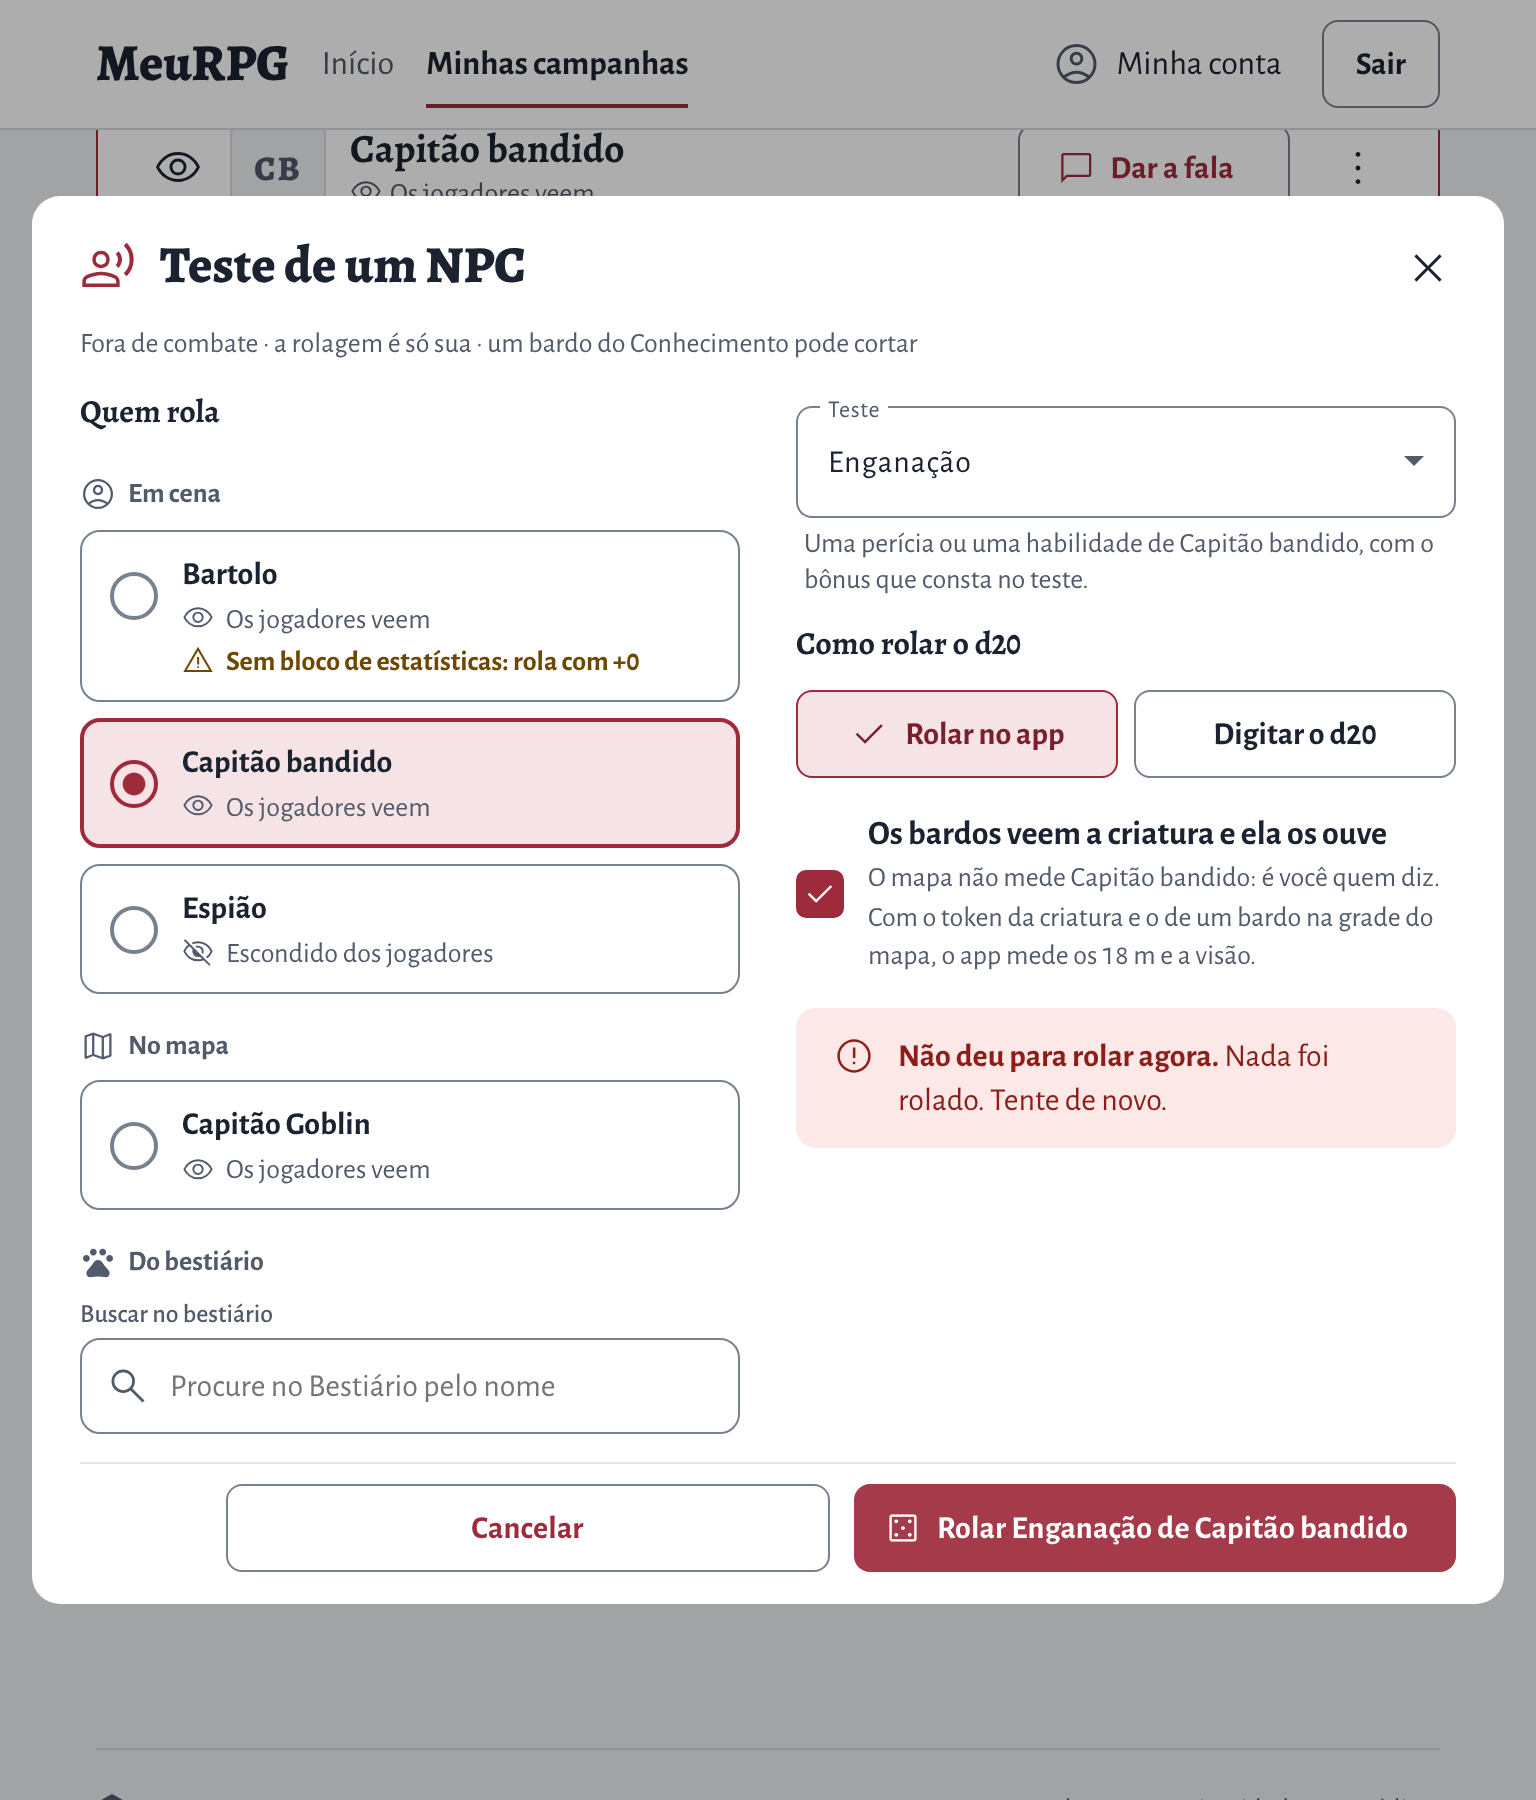 MeuRPG Início Minhas campanhas Minha conta Sair
CB Capitão bandido Dar a fala
Os jogadores veem
Teste de um NPC
Fora de combate · a rolagem é só sua · um bardo do Conhecimento pode cortar
Quem rola
Em cena
Bartolo
Os jogadores veem
Sem bloco de estatísticas: rola com +0
Capitão bandido
Os jogadores veem
Espião
Escondido dos jogadores
No mapa
Capitão Goblin
Os jogadores veem
Do bestiário
Buscar no bestiário
Procure no Bestiário pelo nome
Teste
Enganação
Uma perícia ou uma habilidade de Capitão bandido, com o
bônus que consta no teste.
Como rolar o d20
Rolar no app Digitar o d20
Os bardos veem a criatura e ela os ouve
O mapa não mede Capitão bandido: é você quem diz.
Com o token da criatura e o de um bardo na grade do
mapa, o app mede os 18 m e a visão.
Não deu para rolar agora. Nada foi
rolado. Tente de novo.
Cancelar Rolar Enganação de Capitão bandido